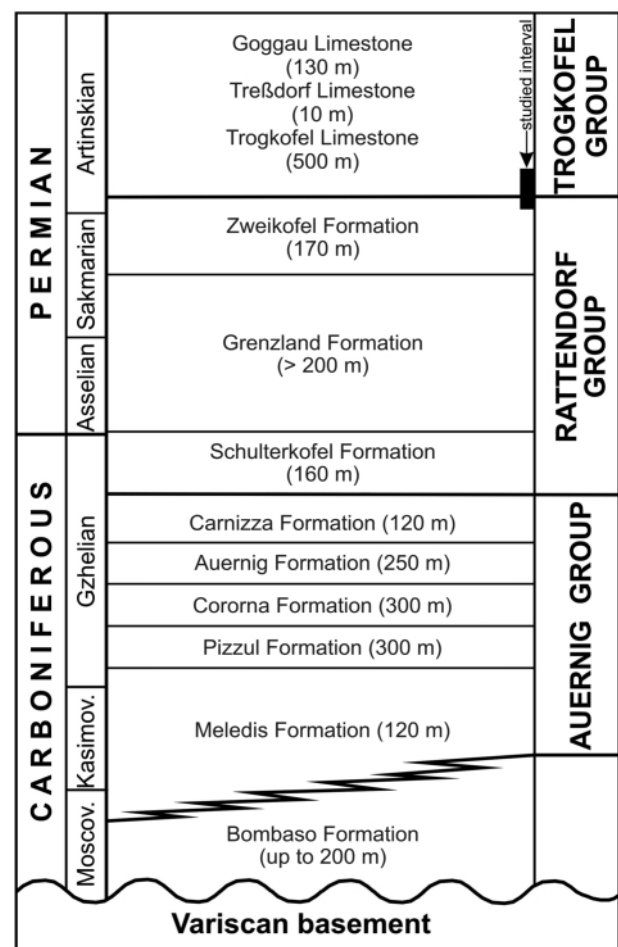 PERMIAN
CARBONIFEROUS
Artinskian
Sakmarian
Asselian
Gzhelian
Kasimov.
Moscov.
Goggau Limestone
(130 m)
Treßdorf Limestone
(10 m)
Trogkofel Limestone
(500 m)
Zweikofel Formation
(170 m)
Grenzland Formation
(> 200 m)
Schulterkofel Formation
(160 m)
Carnizza Formation (120 m)
Auernig Formation (250 m)
Cororna Formation (300 m)
Pizzul Formation (300 m)
Meledis Formation (120 m)
Bombaso Formation
(up to 200 m)
studied interval
TROGKOFEL
GROUP
RATTENDORF
GROUP
AUERNIG GROUP
Variscan basement